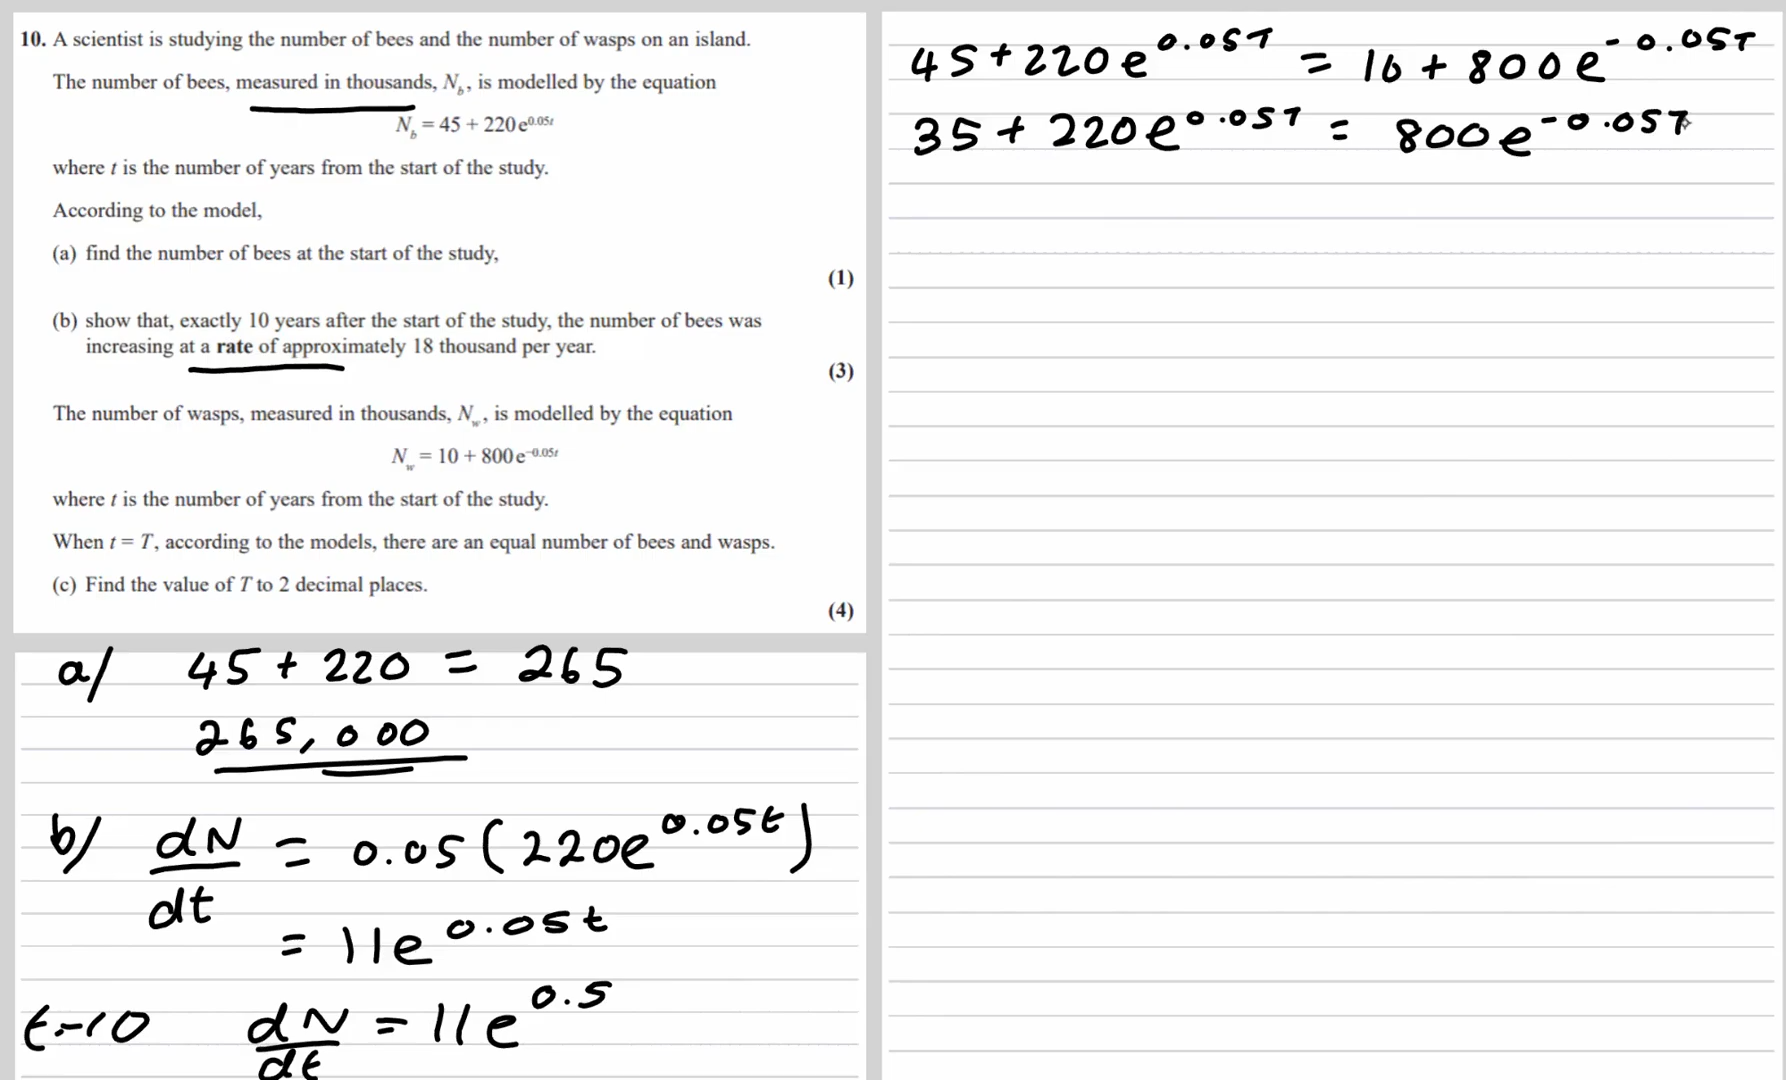 10. A scientist is studying the number of bees and the number of wasps on an island.
The number of bees, measured in thousands, N_b, is modelled by the equation
N_b = 45 + 220e^{0.05t}
where t is the number of years from the start of the study.
According to the model,
(a) find the number of bees at the start of the study,
(1)
(b) show that, exactly 10 years after the start of the study, the number of bees was
increasing at a rate of approximately 18 thousand per year.
(3)
The number of wasps, measured in thousands, N_w, is modelled by the equation
N_w = 10 + 800e^{-0.05t}
where t is the number of years from the start of the study.
When t = T, according to the models, there are an equal number of bees and wasps.
(c) Find the value of T to 2 decimal places.
(4)
a/ 45 + 220 = 265
265,000
b/ dN/dt = 0.05(220e^{0.05t})
= 11e^{0.05t}
t=10 dN/dt = 11e^{0.5}
45+220e^{0.05T} = 10+800e^{-0.05T}
35+220e^{0.05T} = 800e^{-0.05T}